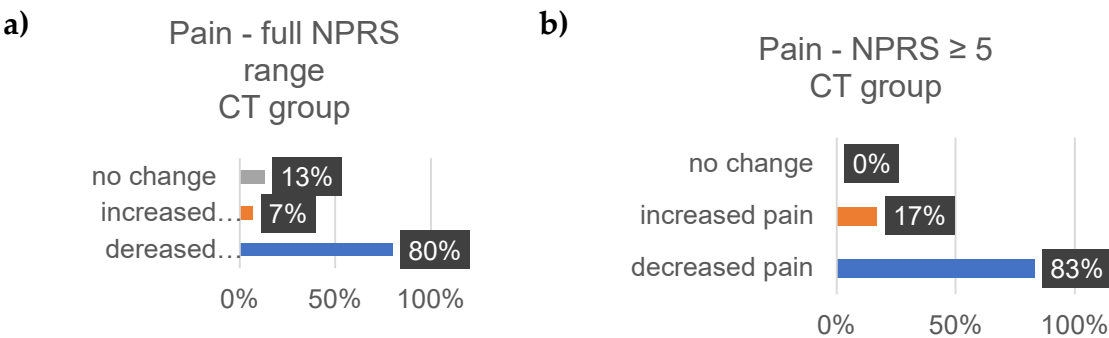 a)
Pain - full NPRS
range
CT group
no change
13%
increased...
7%
dereased...
80%
0% 50% 100%
b)
Pain - NPRS ≥ 5
CT group
no change
0%
increased pain
17%
decreased pain
83%
0% 50% 100%